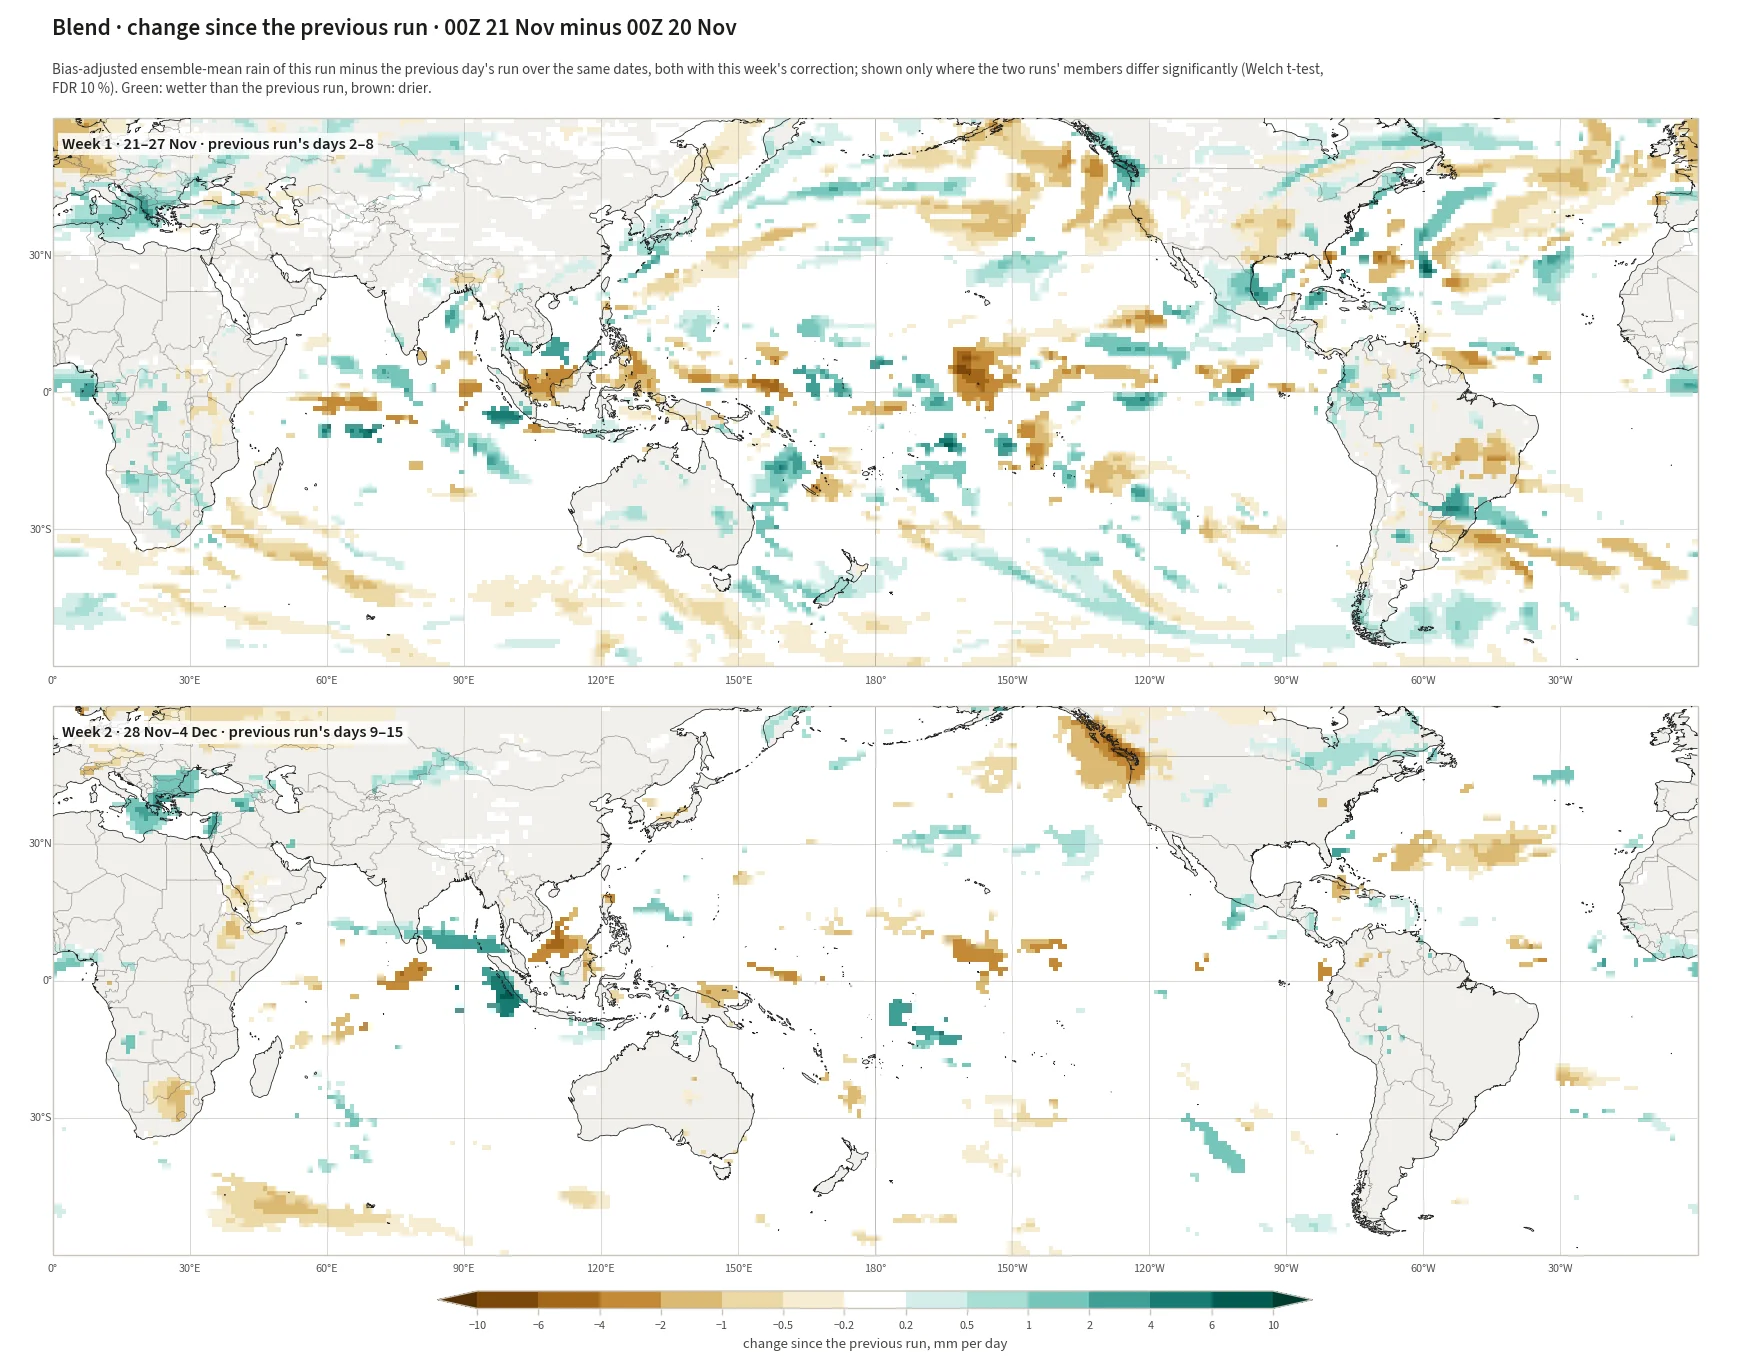 Blend · change since the previous run · 00Z 21 Nov minus 00Z 20 Nov
Bias-adjusted ensemble-mean rain of this run minus the previous day's run over the same dates, both with this week's correction; shown only where the two runs' members differ significantly (Welch t-test,
FDR 10 %). Green: wetter than the previous run, brown: drier.
Week 1 · 21–27 Nov · previous run's days 2–8
30°N
0°
30°S
0° 30°E 60°E 90°E 120°E 150°E 180° 150°W 120°W 90°W 60°W 30°W
Week 2 · 28 Nov–4 Dec · previous run's days 9–15
30°N
0°
30°S
0° 30°E 60°E 90°E 120°E 150°E 180° 150°W 120°W 90°W 60°W 30°W
−10 −6 −4 −2 −1 −0.5 −0.2 0.2 0.5 1 2 4 6 10
change since the previous run, mm per day